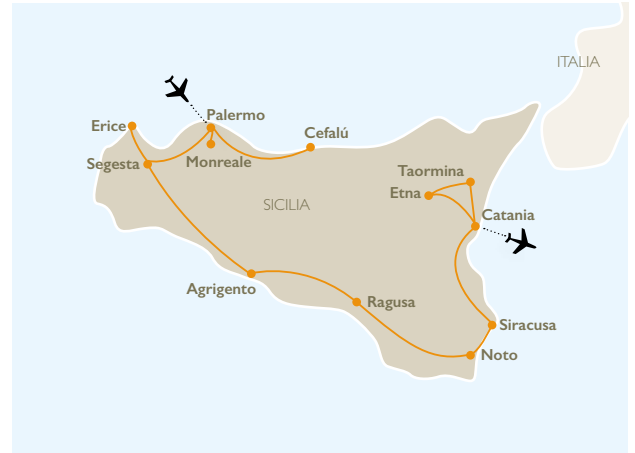 ITALIA
Palermo
Erice
Cefalú
Segesta
Monreale
Taormina
Etna
SICILIA
Catania
Agrigento
Ragusa
Siracusa
Noto